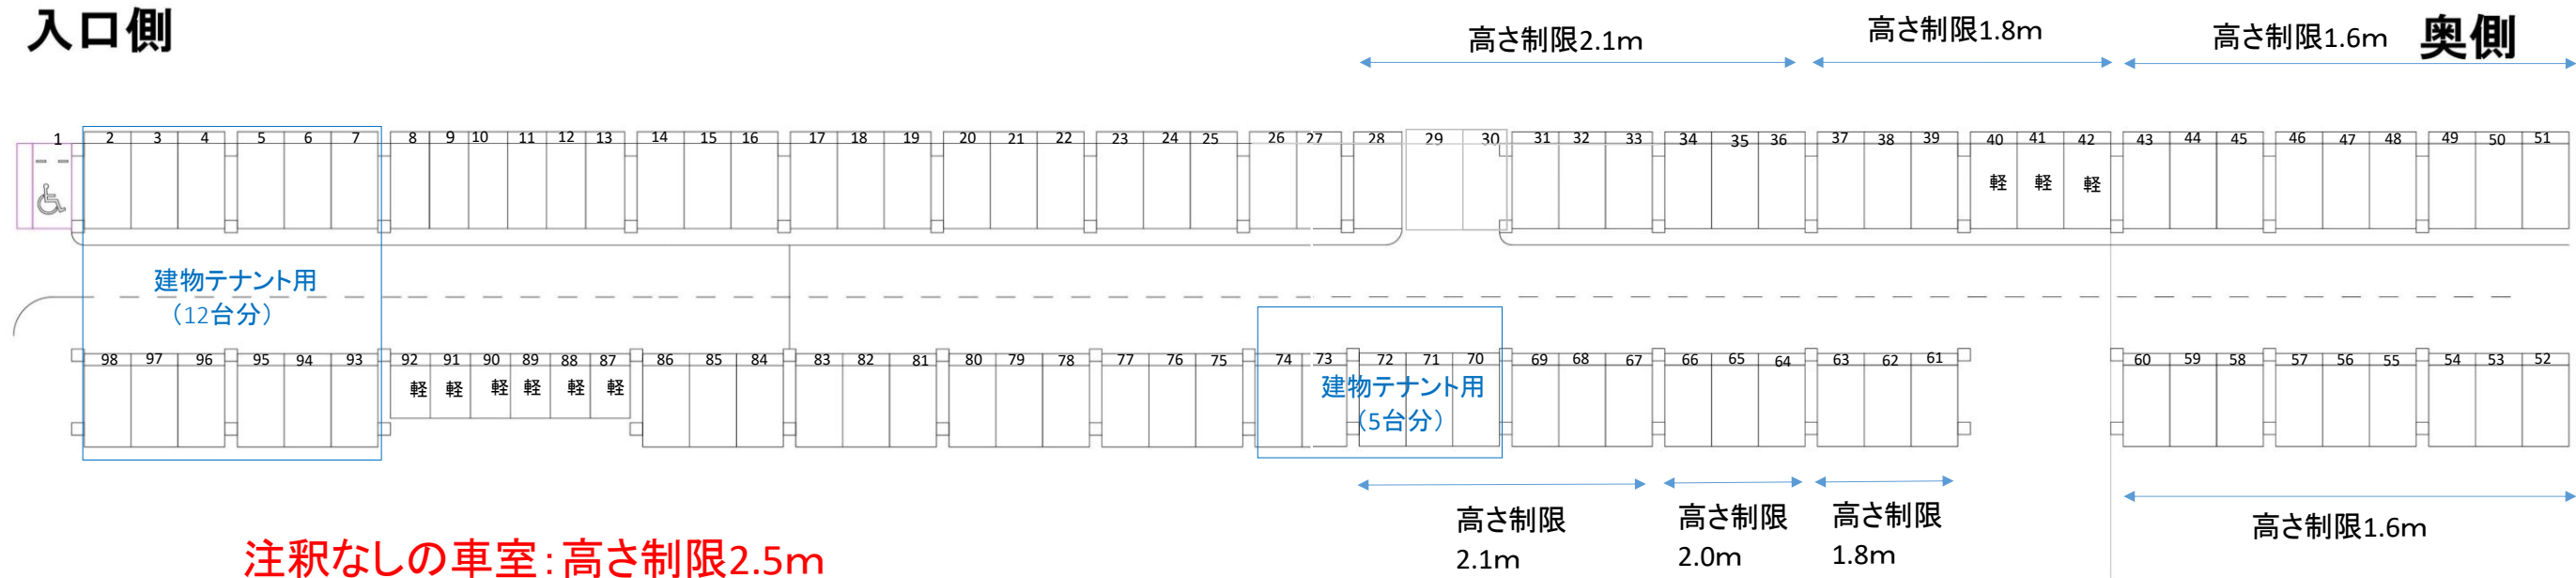 入口側
高さ制限2.1m
高さ制限1.8m
高さ制限1.6m
奥側
1 2 3 4 5 6 7 8 9 10 11 12 13 14 15 16 17 18 19 20 21 22 23 24 25 26 27 28 29 30 31 32 33 34 35 36 37 38 39 40 41 42 43 44 45 46 47 48 49 50 51
軽 軽 軽
建物テナント用
（12台分）
98 97 96 95 94 93 92 91 90 89 88 87 86 85 84 83 82 81 80 79 78 77 76 75 74 73 72 71 70 69 68 67 66 65 64 63 62 61 60 59 58 57 56 55 54 53 52
軽 軽 軽 軽 軽 軽
建物テナント用
（5台分）
高さ制限
2.1m
高さ制限
2.0m
高さ制限
1.8m
高さ制限1.6m
注釈なしの車室：高さ制限2.5m